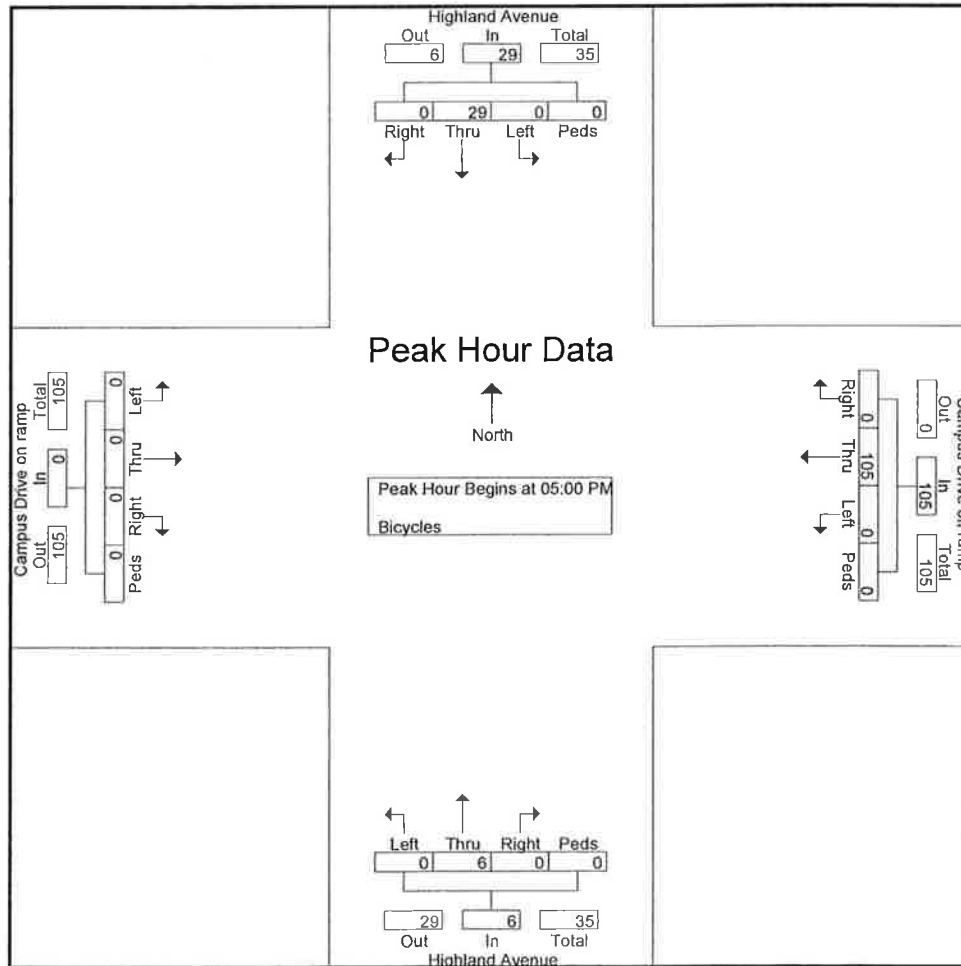 Highland Avenue
Out In Total
6 29 35
0 29 0 0
Right Thru Left Peds
Peak Hour Data
North
Peak Hour Begins at 05:00 PM
Bicycles
Campus Drive on ramp
Total In Out
105 0 105
0 0 0 0
Left Thru Right Peds
Right Thru Left Peds
0 105 0 0
Out In Total
0 105 105
Left Thru Right Peds
0 6 0 0
29 6 35
Out In Total
Highland Avenue